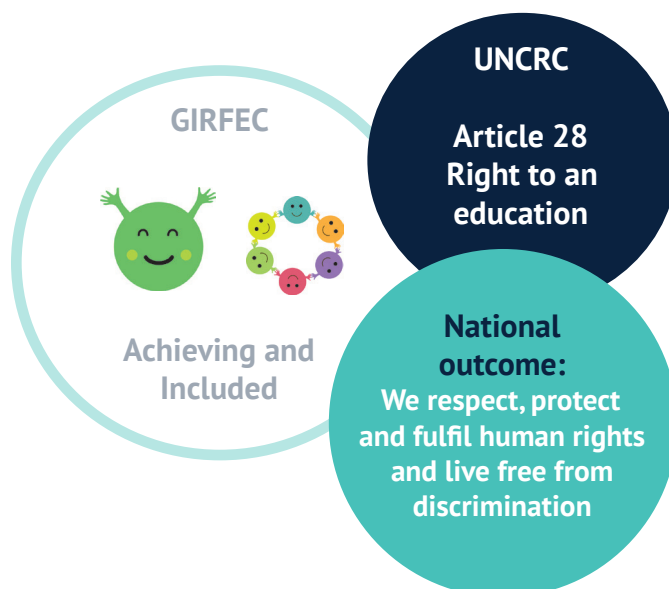 GIRFEC
Achieving and
Included
UNCRC
Article 28
Right to an
education
National
outcome:
We respect, protect
and fulfil human rights
and live free from
discrimination